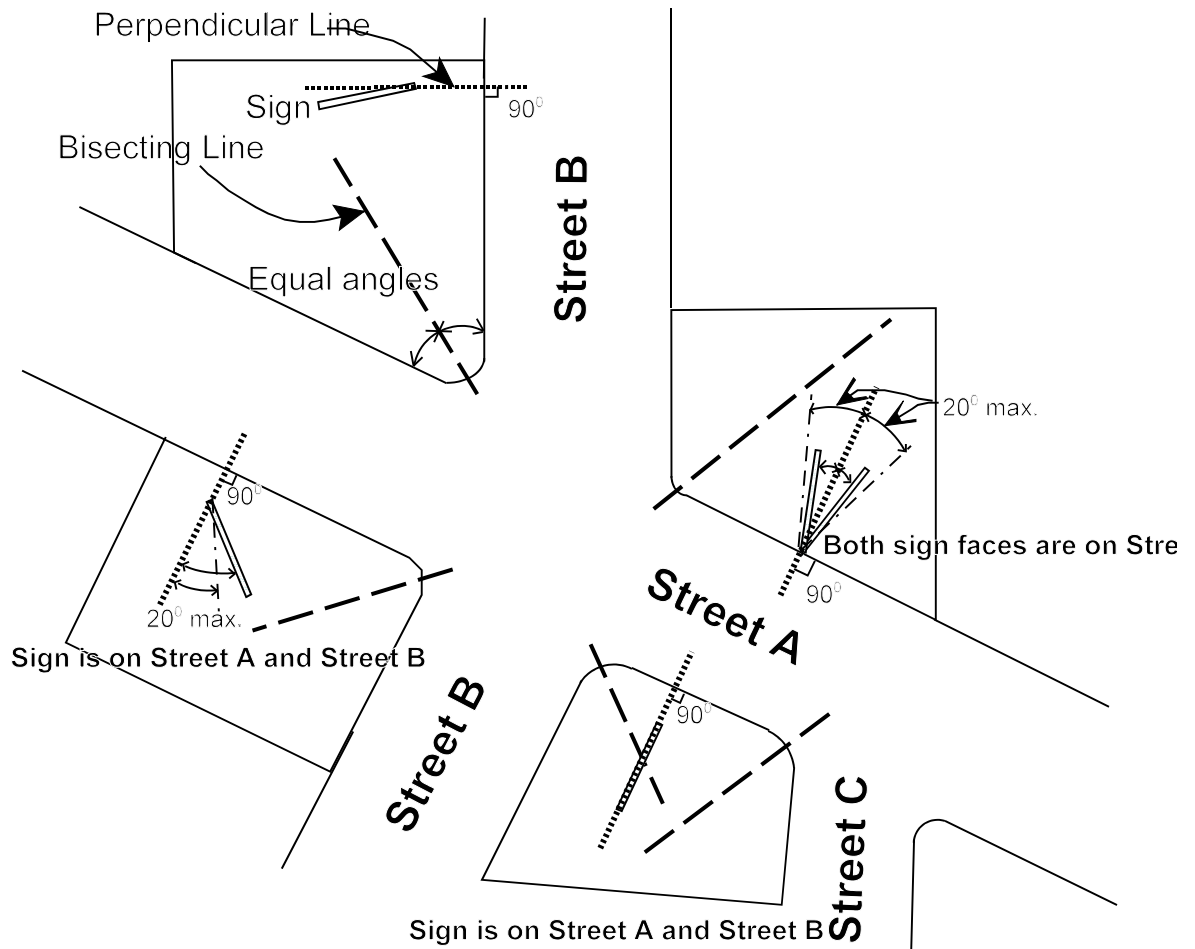 Perpendicular Line
Sign
90⁰
Bisecting Line
Street B
Equal angles
20⁰ max.
90⁰
Both sign faces are on Stre
90⁰
Street A
20⁰ max.
Sign is on Street A and Street B
Street B
90⁰
Street C
Sign is on Street A and Street B